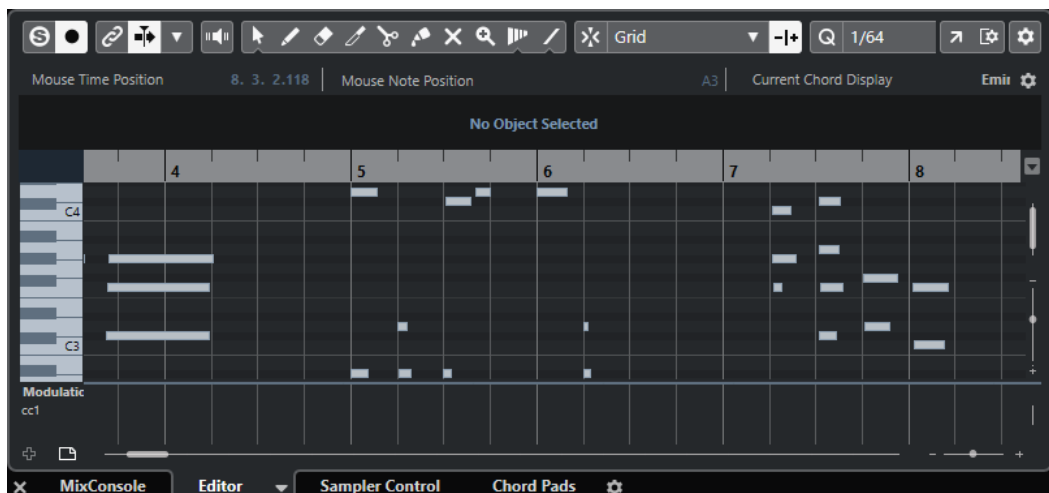 Grid Q 1/64
Mouse Time Position 8. 3. 2.118 Mouse Note Position A3 Current Chord Display Emin
No Object Selected
4 5 6 7 8
C4
C3
Modulatic
cc1
MixConsole Editor Sampler Control Chord Pads